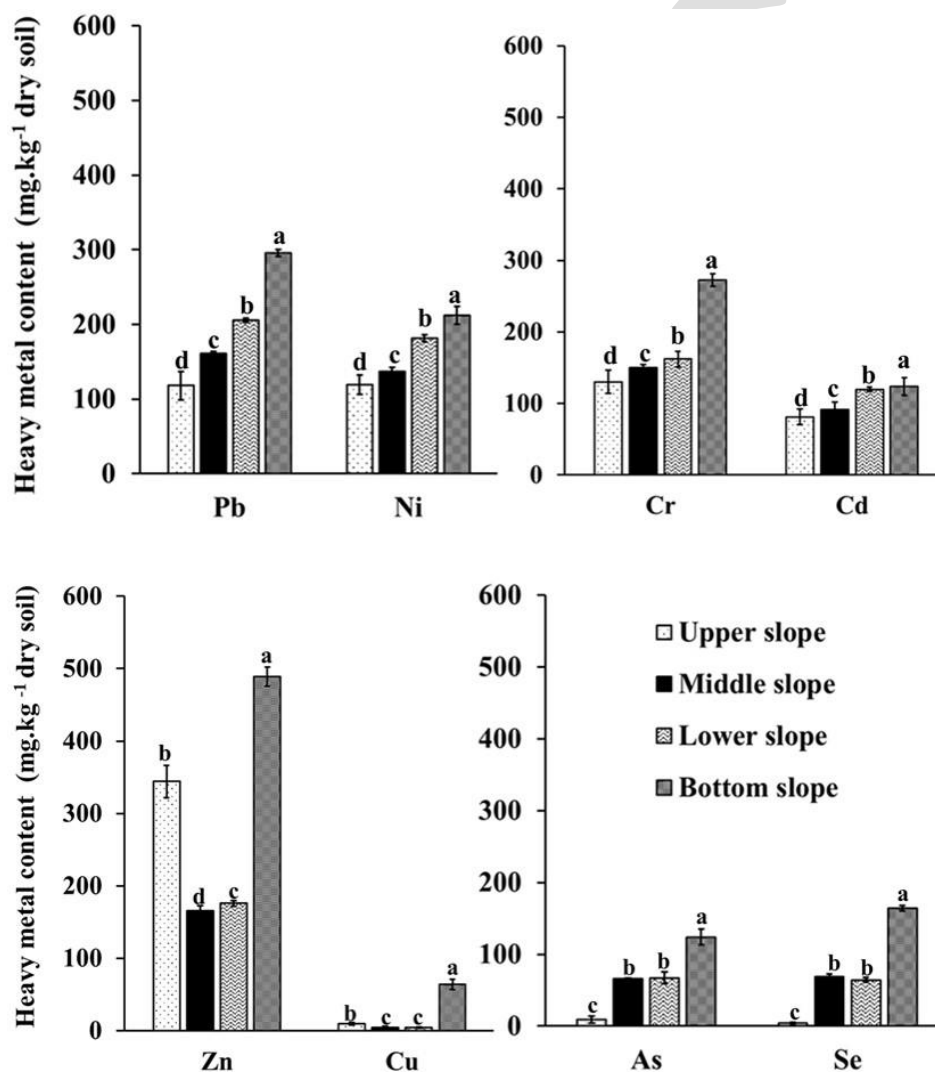 Heavy metal content (mg.kg⁻¹ dry soil)
600
500
400
300
200
100
0
d
c
b
a
d
c
b
a
Pb
Ni
600
500
400
300
200
100
0
d
c
b
a
d
c
b
a
Cr
Cd
Heavy metal content (mg.kg⁻¹ dry soil)
600
500
400
300
200
100
0
b
d
c
a
b
c
c
a
Zn
Cu
600
500
400
300
200
100
0
Upper slope
Middle slope
Lower slope
Bottom slope
c
b
b
a
c
b
b
a
As
Se